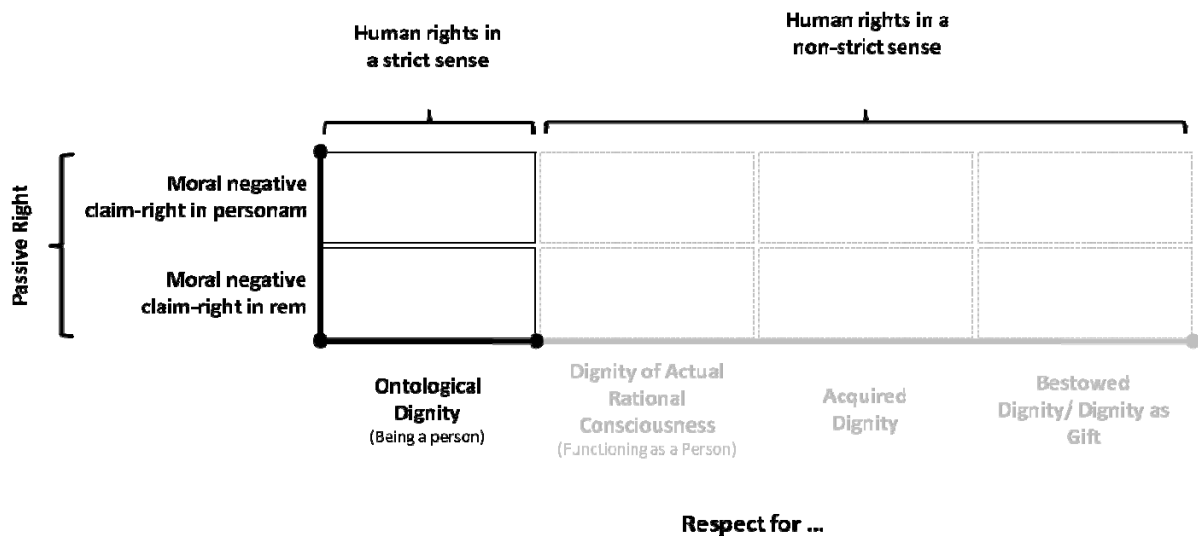 Human rights in
a strict sense
Human rights in a
non-strict sense
Passive Right
Moral negative
claim-right in personam
Moral negative
claim-right in rem
Ontological
Dignity
(Being a person)
Dignity of Actual
Rational
Consciousness
(Functioning as a Person)
Acquired
Dignity
Bestowed
Dignity/ Dignity as
Gift
Respect for ...